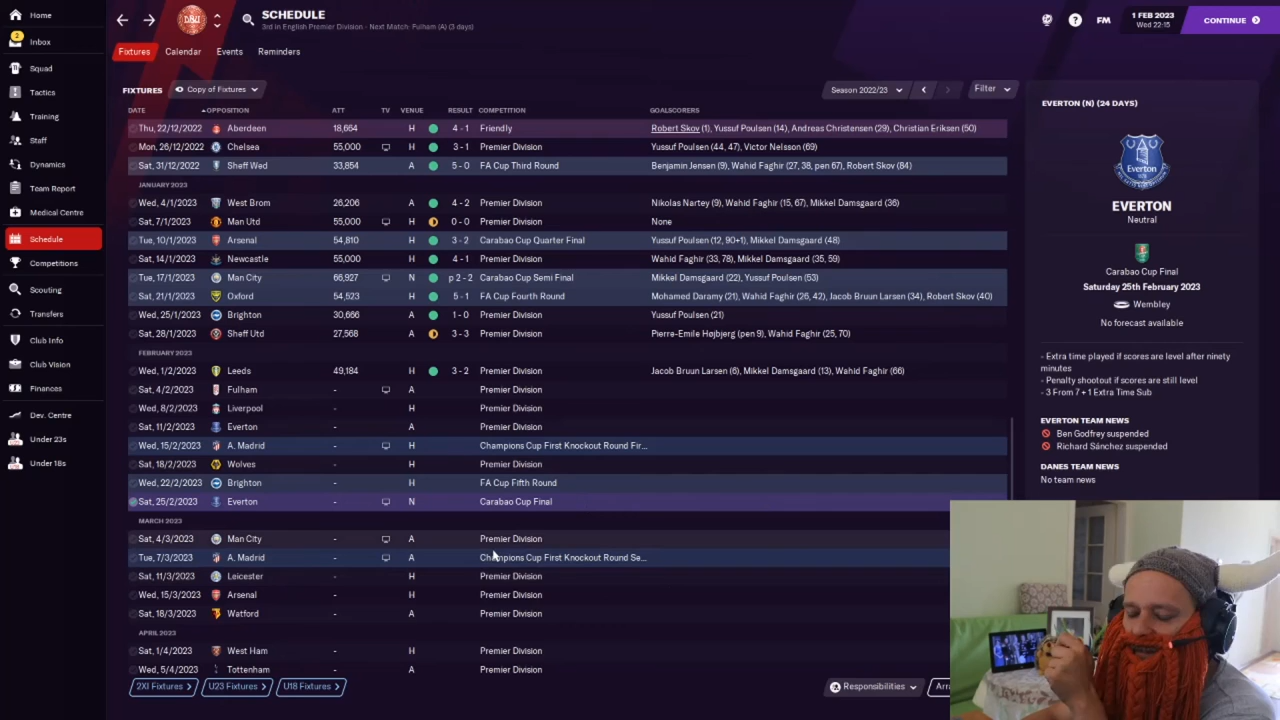 Home
2
Inbox
Squad
Tactics
Training
Staff
Dynamics
Team Report
Medical Centre
Schedule
Competitions
Scouting
Transfers
Club Info
Club Vision
Finances
Dev. Centre
Under 23s
Under 18s
DBU
SCHEDULE
3rd in English Premier Division - Next Match: Fulham (A) (3 days)
? FM 1 FEB 2023
Wed 22:15
CONTINUE
Fixtures Calendar Events Reminders
FIXTURES Copy of Fixtures Season 2022/23 Filter
DATE OPPOSITION ATT TV VENUE RESULT COMPETITION GOALSCORERS
Thu, 22/12/2022 Aberdeen 18,664 H 4 - 1 Friendly Robert Skov (1), Yussuf Poulsen (14), Andreas Christensen (29), Christian Eriksen (50)
Mon, 26/12/2022 Chelsea 55,000 H 3 - 1 Premier Division Yussuf Poulsen (44, 47), Victor Nelsson (69)
Sat, 31/12/2022 Sheff Wed 33,854 A 5 - 0 FA Cup Third Round Benjamin Jensen (9), Wahid Faghir (27, 38, pen 67), Robert Skov (84)
JANUARY 2023
Wed, 4/1/2023 West Brom 26,206 A 4 - 2 Premier Division Nikolas Nartey (9), Wahid Faghir (15, 67), Mikkel Damsgaard (36)
Sat, 7/1/2023 Man Utd 55,000 H 0 - 0 Premier Division None
Tue, 10/1/2023 Arsenal 54,810 H 3 - 2 Carabao Cup Quarter Final Yussuf Poulsen (12, 90+1), Mikkel Damsgaard (48)
Sat, 14/1/2023 Newcastle 55,000 H 4 - 1 Premier Division Wahid Faghir (33, 78), Mikkel Damsgaard (35, 59)
Tue, 17/1/2023 Man City 66,927 N p 2 - 2 Carabao Cup Semi Final Mikkel Damsgaard (22), Yussuf Poulsen (53)
Sat, 21/1/2023 Oxford 54,523 H 5 - 1 FA Cup Fourth Round Mohamed Daramy (21), Wahid Faghir (26, 42), Jacob Bruun Larsen (34), Robert Skov (40)
Wed, 25/1/2023 Brighton 30,666 A 1 - 0 Premier Division Yussuf Poulsen (21)
Sat, 28/1/2023 Sheff Utd 27,568 A 3 - 3 Premier Division Pierre-Emile Højbjerg (pen 9), Wahid Faghir (25, 70)
FEBRUARY 2023
Wed, 1/2/2023 Leeds 49,184 H 3 - 2 Premier Division Jacob Bruun Larsen (6), Mikkel Damsgaard (13), Wahid Faghir (66)
Sat, 4/2/2023 Fulham - A Premier Division
Wed, 8/2/2023 Liverpool - H Premier Division
Sat, 11/2/2023 Everton - A Premier Division
Wed, 15/2/2023 A. Madrid - H Champions Cup First Knockout Round Fir...
Sat, 18/2/2023 Wolves - H Premier Division
Wed, 22/2/2023 Brighton - H FA Cup Fifth Round
Sat, 25/2/2023 Everton - N Carabao Cup Final
MARCH 2023
Sat, 4/3/2023 Man City - A Premier Division
Tue, 7/3/2023 A. Madrid - A Champions Cup First Knockout Round Se...
Sat, 11/3/2023 Leicester - H Premier Division
Wed, 15/3/2023 Arsenal - H Premier Division
Sat, 18/3/2023 Watford - A Premier Division
APRIL 2023
Sat, 1/4/2023 West Ham - H Premier Division
Wed, 5/4/2023 Tottenham - A Premier Division
2XI Fixtures U23 Fixtures U18 Fixtures Responsibilities Arr
EVERTON (N) (24 DAYS)
Everton
EVERTON
Neutral
Carabao Cup Final
Saturday 25th February 2023
Wembley
No forecast available
- Extra time played if scores are level after ninety
minutes
- Penalty shootout if scores are still level
- 3 From 7 + 1 Extra Time Sub
EVERTON TEAM NEWS
Ben Godfrey suspended
Richard Sánchez suspended
DANES TEAM NEWS
No team news